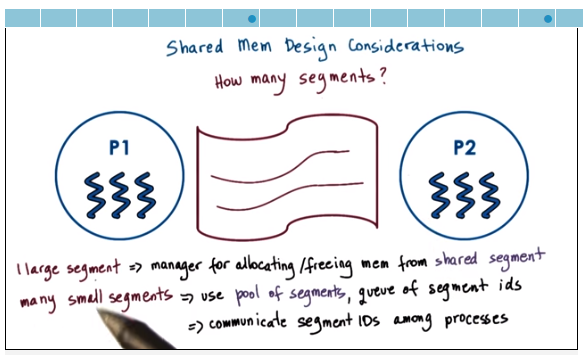 Shared Mem Design Considerations
How many segments?
P1
P2
1 large segment => manager for allocating/freeing mem from shared segment
many small segments => use pool of segments, queue of segment ids
=> communicate segment IDs among processes